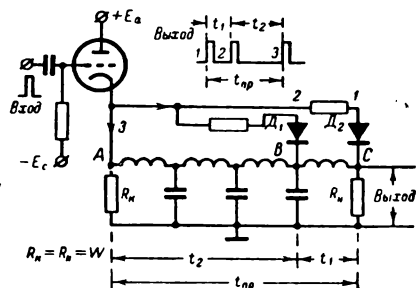 +Eа
Выход
t₁ t₂
1 2 3
tпр
Вход
−Eс
3
2 1
Д₁ Д₂
A B C
Rк Rн
Выход
Rк = Rн = W
t₂ t₁
tпр